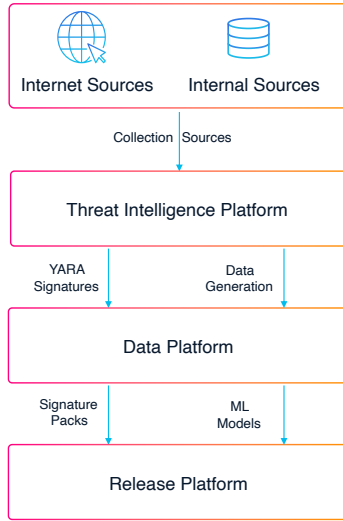 Internet Sources
Internal Sources
Collection Sources
Threat Intelligence Platform
YARA
Signatures
Data
Generation
Data Platform
Signature
Packs
ML
Models
Release Platform